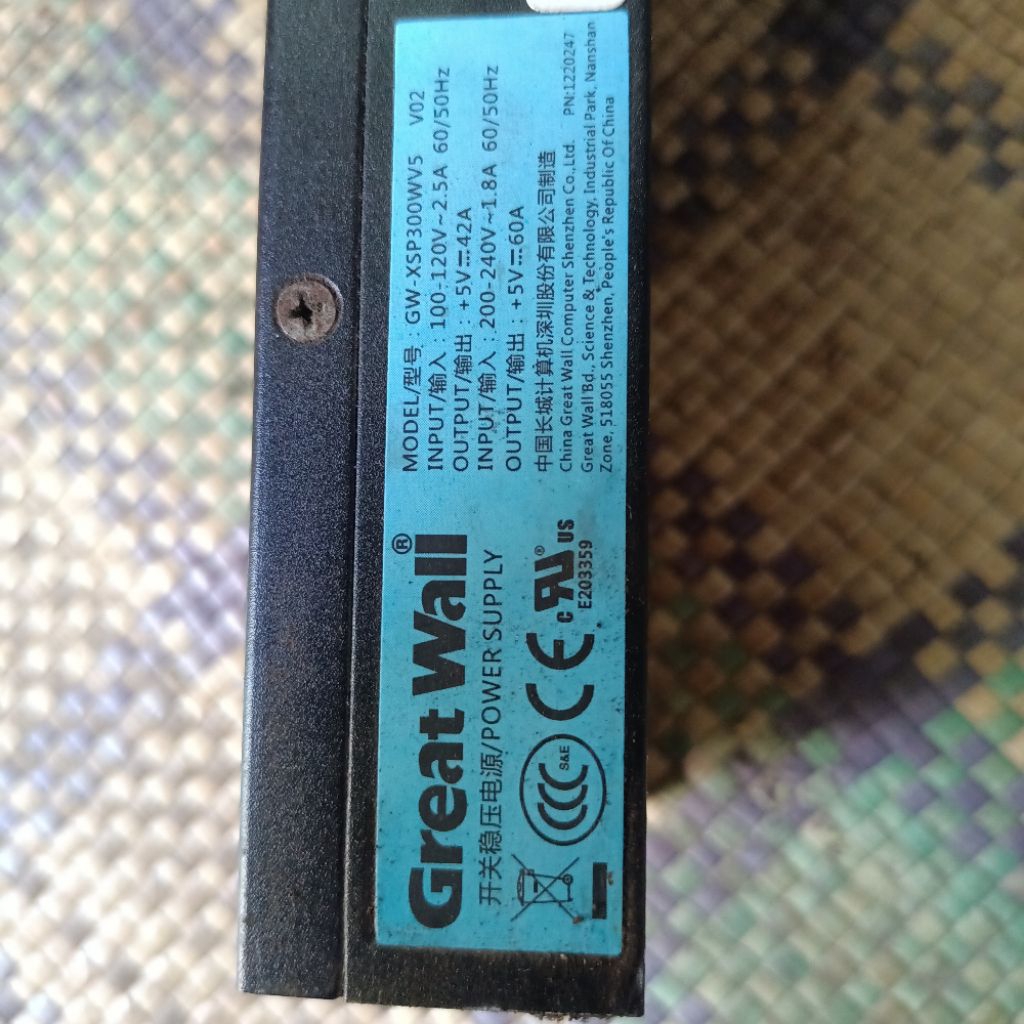 Great Wall®
开关稳压电源/POWER SUPPLY
S&E
CE
c RU® US
E203359
MODEL/型号：GW-XSP300WV5 V02
INPUT/输入：100-120V~2.5A 60/50Hz
OUTPUT/输出：+5V⎓42A
INPUT/输入：200-240V~1.8A 60/50Hz
OUTPUT/输出：+5V⎓60A
中国长城计算机深圳股份有限公司制造
China Great Wall Computer Shenzhen Co.,Ltd. PN:1220247
Great Wall Bd., Science & Technology, Industrial Park, Nanshan
Zone, 518055 Shenzhen, People's Republic Of China